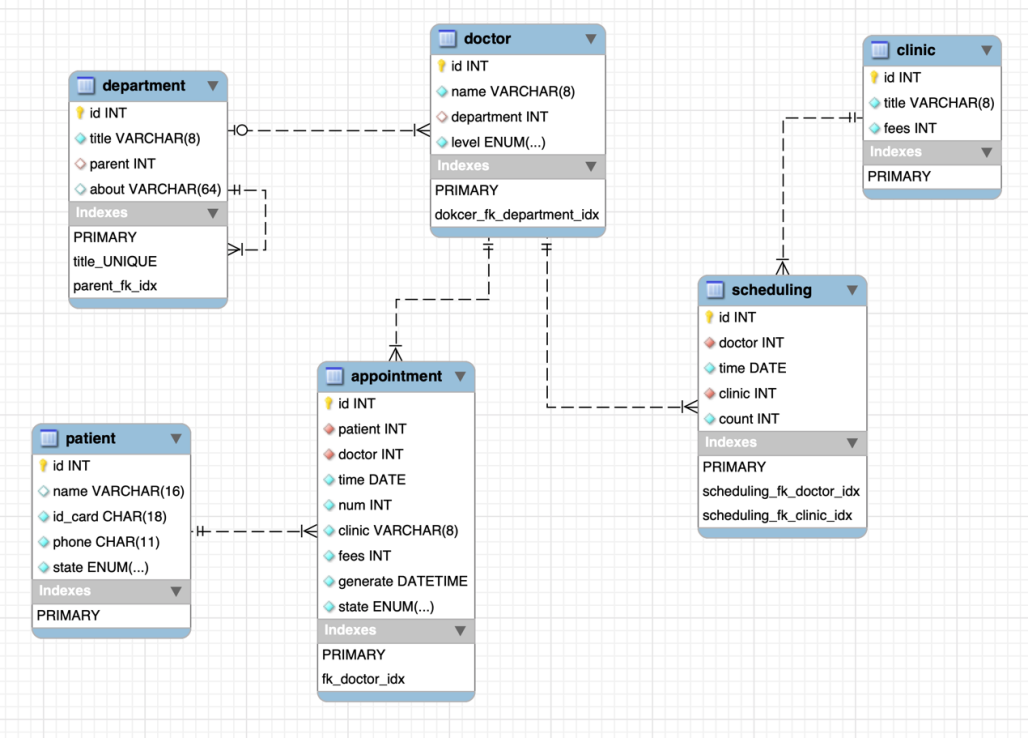 department
id INT
title VARCHAR(8)
parent INT
about VARCHAR(64)
Indexes
PRIMARY
title_UNIQUE
parent_fk_idx
doctor
id INT
name VARCHAR(8)
department INT
level ENUM(...)
Indexes
PRIMARY
dokcer_fk_department_idx
clinic
id INT
title VARCHAR(8)
fees INT
Indexes
PRIMARY
scheduling
id INT
doctor INT
time DATE
clinic INT
count INT
Indexes
PRIMARY
scheduling_fk_doctor_idx
scheduling_fk_clinic_idx
appointment
id INT
patient INT
doctor INT
time DATE
num INT
clinic VARCHAR(8)
fees INT
generate DATETIME
state ENUM(...)
Indexes
PRIMARY
fk_doctor_idx
patient
id INT
name VARCHAR(16)
id_card CHAR(18)
phone CHAR(11)
state ENUM(...)
Indexes
PRIMARY